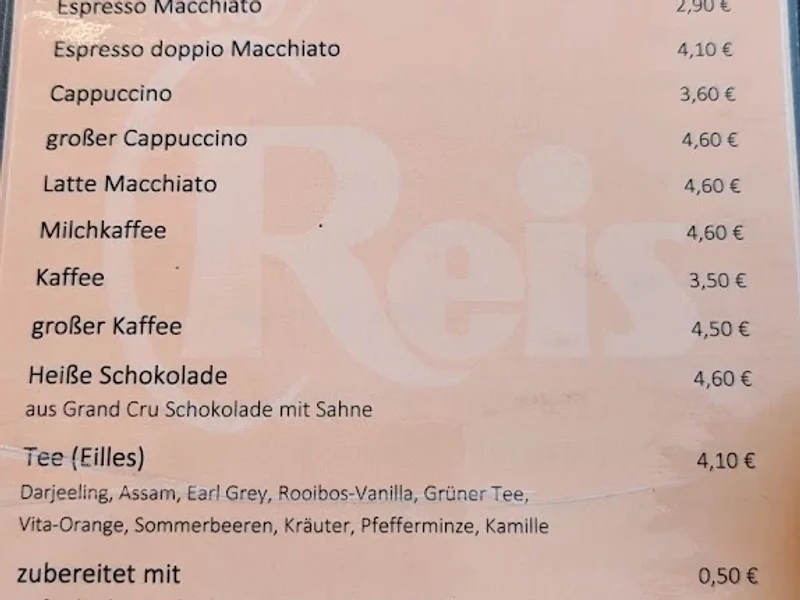 Espresso Macchiato 2,90 €
Espresso doppio Macchiato 4,10 €
Cappuccino 3,60 €
großer Cappuccino 4,60 €
Latte Macchiato 4,60 €
Milchkaffee 4,60 €
Kaffee 3,50 €
großer Kaffee 4,50 €
Heiße Schokolade 4,60 €
aus Grand Cru Schokolade mit Sahne
Tee (Eilles) 4,10 €
Darjeeling, Assam, Earl Grey, Rooibos-Vanilla, Grüner Tee,
Vita-Orange, Sommerbeeren, Kräuter, Pfefferminze, Kamille
zubereitet mit 0,50 €
Reis